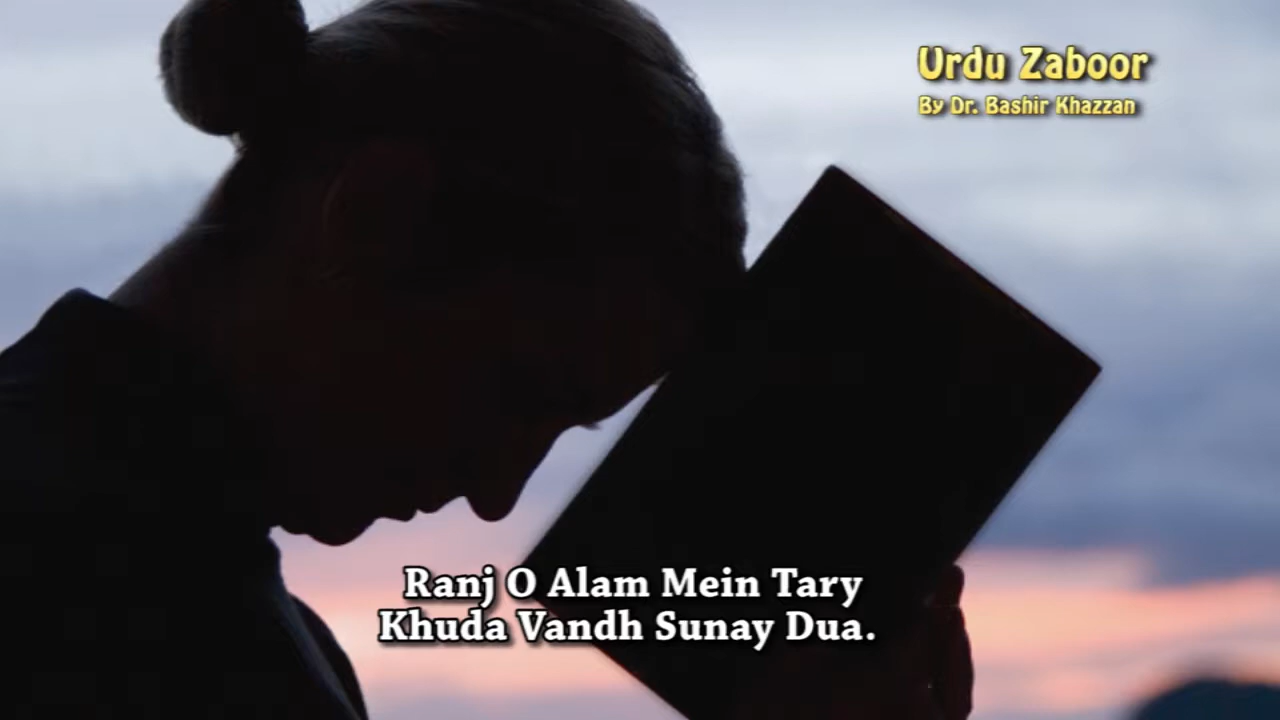 Urdu Zaboor
By Dr. Bashir Khazzan
Ranj O Alam Mein Tary
Khuda Vandh Sunay Dua.